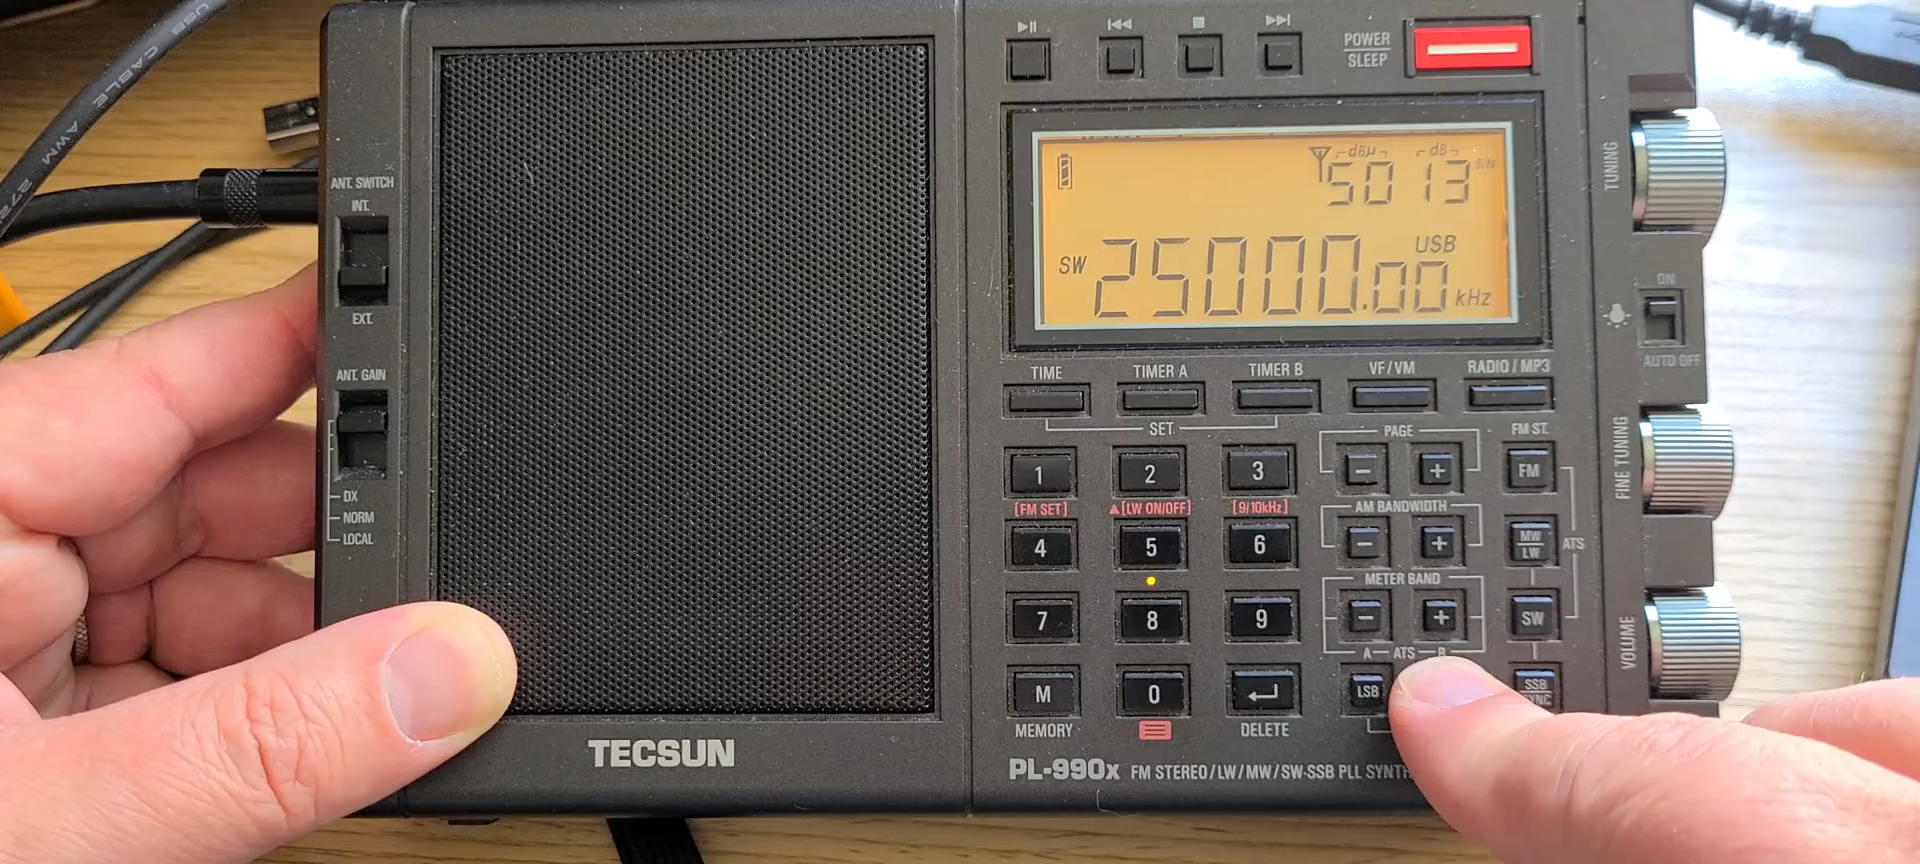 USB CABLE AWM 272
POWER
SLEEP
ANT. SWITCH
INT.
EXT.
ANT. GAIN
DX
NORM
LOCAL
dBµ dB
50 13 S/N
USB
SW 25000.00 kHz
TUNING
ON
AUTO OFF
FINE TUNING
VOLUME
TIME TIMER A TIMER B VF/VM RADIO / MP3
SET
PAGE FM ST.
1 2 3 - + FM
[FM SET] [LW ON/OFF] [9/10kHz] AM BANDWIDTH
4 5 6 - + MW LW ATS
METER BAND
7 8 9 - + SW
A ATS B
M 0 LSB SSB
MEMORY DELETE
TECSUN
PL-990x FM STEREO/LW/MW/SW-SSB PLL